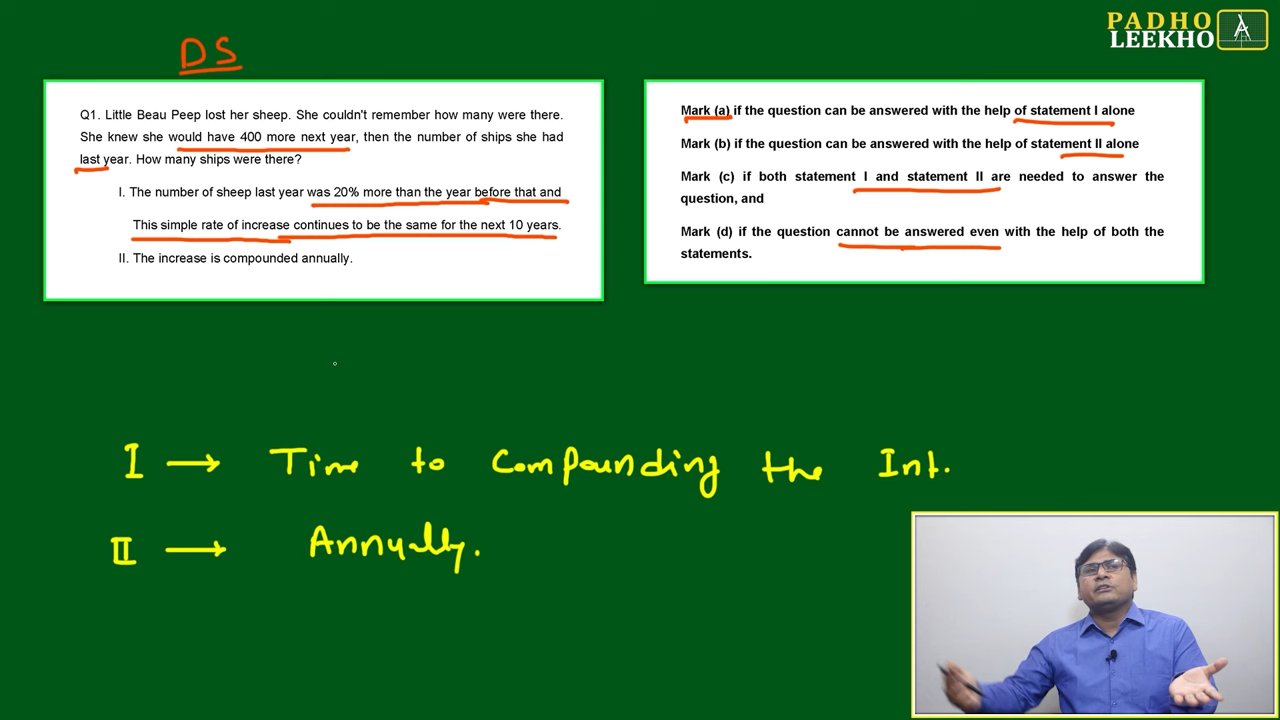 PADHO
LEEKHO
DS
Q1. Little Beau Peep lost her sheep. She couldn't remember how many were there.
She knew she would have 400 more next year, then the number of ships she had
last year. How many ships were there?
I. The number of sheep last year was 20% more than the year before that and
This simple rate of increase continues to be the same for the next 10 years.
II. The increase is compounded annually.
Mark (a) if the question can be answered with the help of statement I alone
Mark (b) if the question can be answered with the help of statement II alone
Mark (c) if both statement I and statement II are needed to answer the
question, and
Mark (d) if the question cannot be answered even with the help of both the
statements.
I → Time to Compounding the Int.
II → Annually.